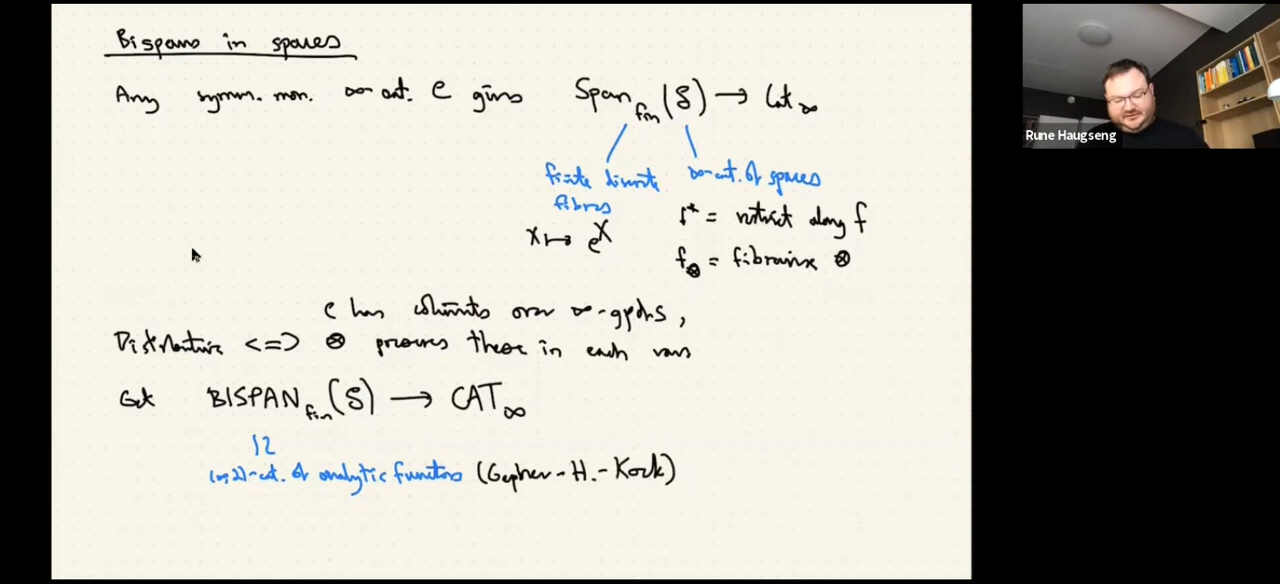 Bispans in spaces
Any symm. mon. ∞-cat. C gives Span_fin(S) → Cat_∞
finite discrete fibres
∞-cat. of spaces
X ↦ C^X
f* = restrict along f
f_⊗ = fibrewise ⊗
C has colimits over ∞-gpds,
Distributive <=> ⊗ preserves these in each var
Get BISPAN_fin(S) → CAT_∞
(∞,2)-cat. of analytic functors (Gepner-H.-Kock)
Rune Haugseng